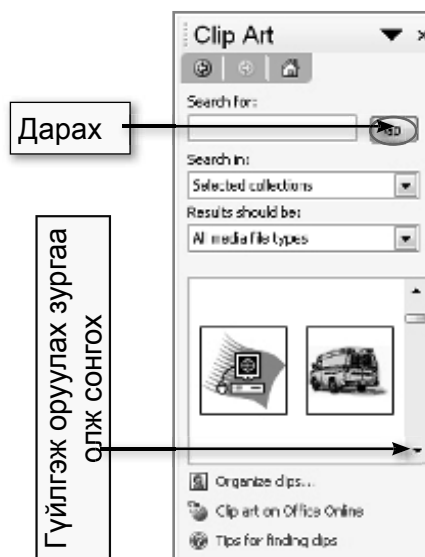 Clip Art
Search for:
Дарах
Go
Search in:
Selected collections
Results should be:
All media file types
Гүйлгэж оруулах зургаа
олж сонгох
Organize clips...
Clip art on Office Online
Tips for finding clips